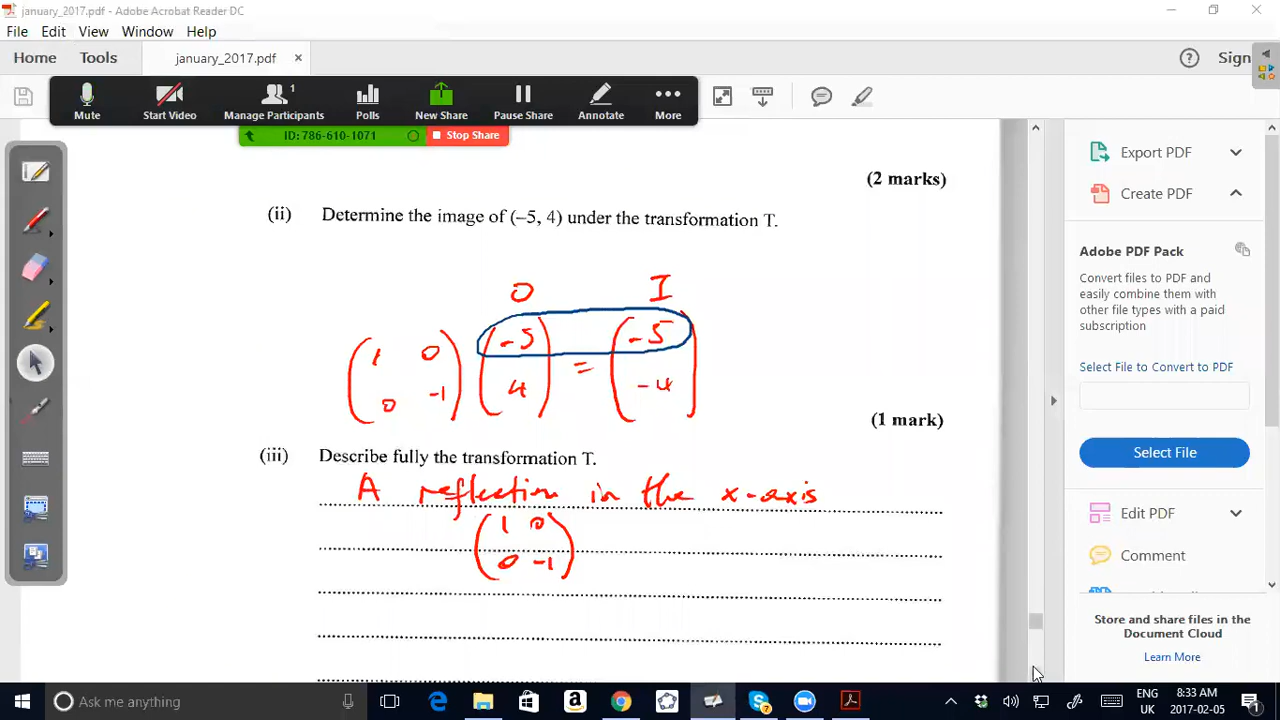 january_2017.pdf - Adobe Acrobat Reader DC
File Edit View Window Help
Home Tools january_2017.pdf × Sign
Mute Start Video Manage Participants 1 Polls New Share Pause Share Annotate More
ID: 786-610-1071 Stop Share
(2 marks)
(ii) Determine the image of (–5, 4) under the transformation T.
O I
(1 0) (-5) = (-5)
(0 -1) (4) (-4)
(1 mark)
(iii) Describe fully the transformation T.
A reflection in the x-axis
(1 0)
(0 -1)
Export PDF
Create PDF
Adobe PDF Pack
Convert files to PDF and
easily combine them with
other file types with a paid
subscription
Select File to Convert to PDF
Select File
Edit PDF
Comment
Store and share files in the
Document Cloud
Learn More
Ask me anything
ENG
UK
8:33 AM
2017-02-05